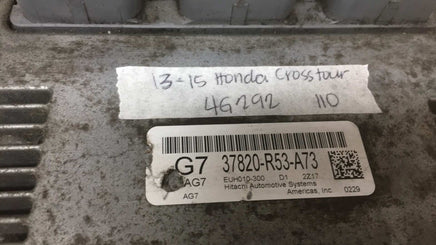 13-15 Honda Crosstour
4G292 110
G7 37820-R53-A73
AG7 EUH010-300 D1 2Z17
Hitachi Automotive Systems
AG7 Americas, Inc. 0229